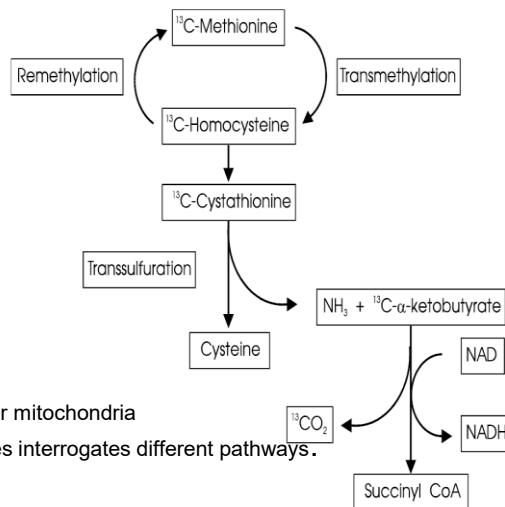 ¹³C-Methionine
Remethylation
Transmethylation
¹³C-Homocysteine
¹³C-Cystathionine
Transsulfuration
NH₃ + ¹³C-α-ketobutyrate
Cysteine
NAD
r mitochondria
¹³CO₂
NADH
es interrogates different pathways.
Succinyl CoA